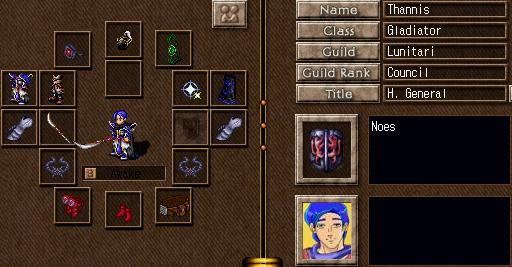 Name Thannis
Class Gladiator
Guild Lunitari
Guild Rank Council
Title H. General
Noes
Awake